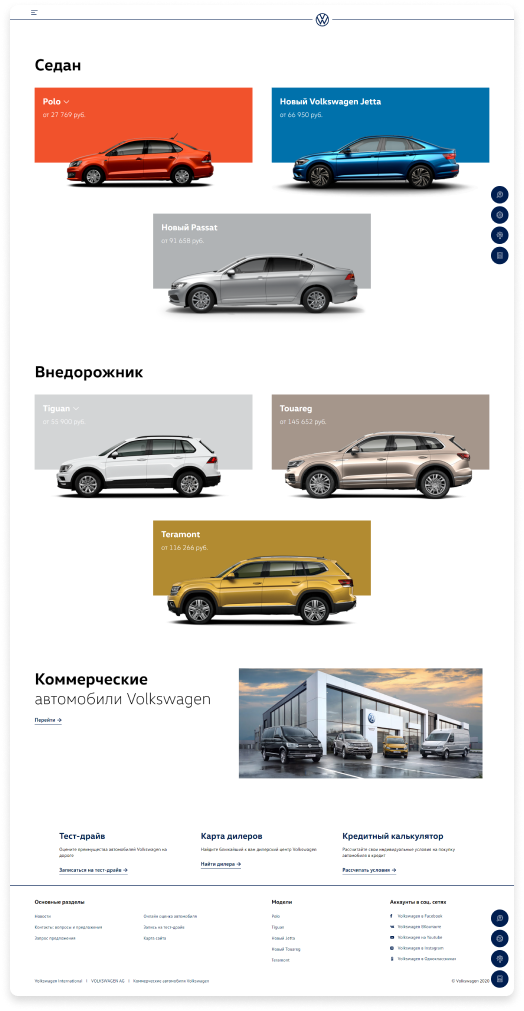 Седан
Polo
от 27 769 руб.
Новый Volkswagen Jetta
от 66 950 руб.
Новый Passat
от 91 658 руб.
Внедорожник
Tiguan
от 55 900 руб.
Touareg
от 145 652 руб.
Teramont
от 116 266 руб.
Коммерческие
автомобили Volkswagen
Перейти →
Тест-драйв
Оцените преимущества автомобилей Volkswagen на
дороге
Записаться на тест-драйв →
Карта дилеров
Найдите ближайший к вам дилерский центр Volkswagen
Найти дилера →
Кредитный калькулятор
Рассчитайте свои индивидуальные условия на покупку
автомобиля в кредит
Рассчитать условия →
Основные разделы
Новости
Контакты: вопросы и предложения
Запрос предложения
Онлайн оценка автомобиля
Запись на тест-драйв
Карта сайта
Модели
Polo
Tiguan
Новый Jetta
Новый Touareg
Teramont
Аккаунты в соц. сетях
Volkswagen в Facebook
Volkswagen ВКонтакте
Volkswagen на Youtube
Volkswagen в Instagram
Volkswagen в Одноклассниках
Volkswagen International | VOLKSWAGEN AG | Коммерческие автомобили Volkswagen
© Volkswagen 2020